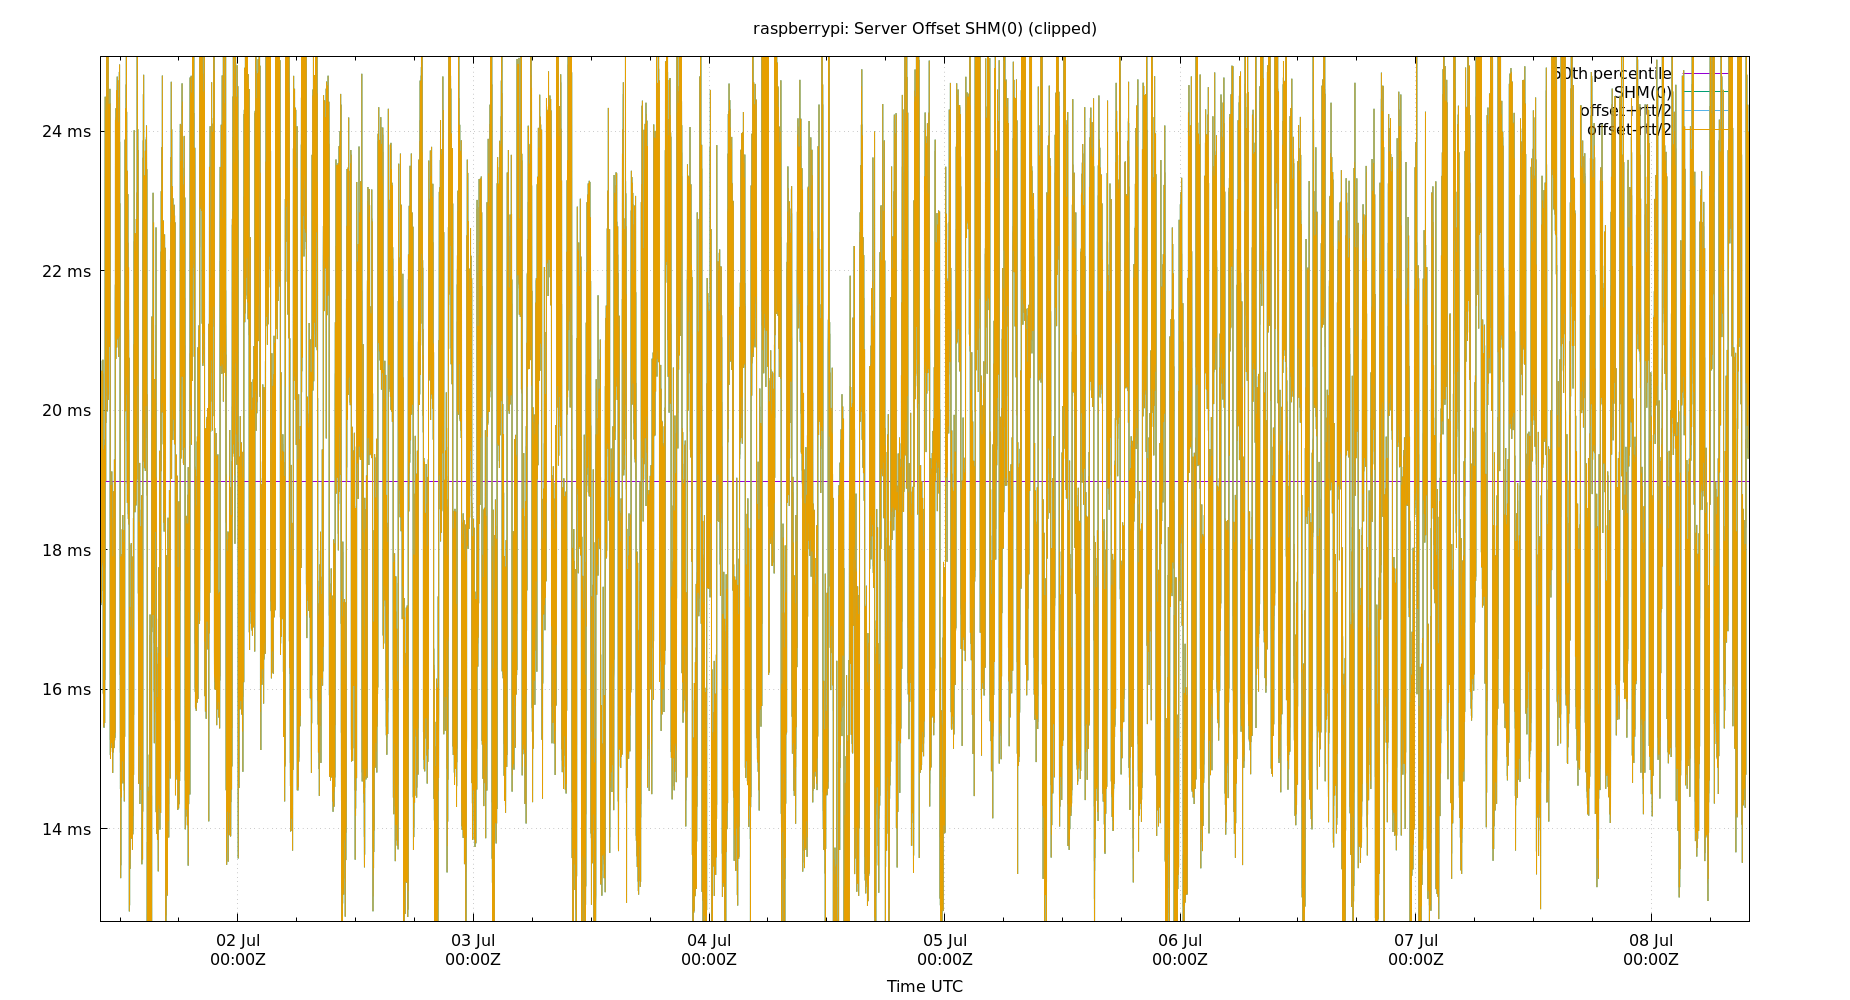 raspberrypi: Server Offset SHM(0) (clipped)
50th percentile
SHM(0)
offset+rtt/2
offset-rtt/2
24 ms
22 ms
20 ms
18 ms
16 ms
14 ms
02 Jul 03 Jul 04 Jul 05 Jul 06 Jul 07 Jul 08 Jul
00:00Z 00:00Z 00:00Z 00:00Z 00:00Z 00:00Z 00:00Z
Time UTC